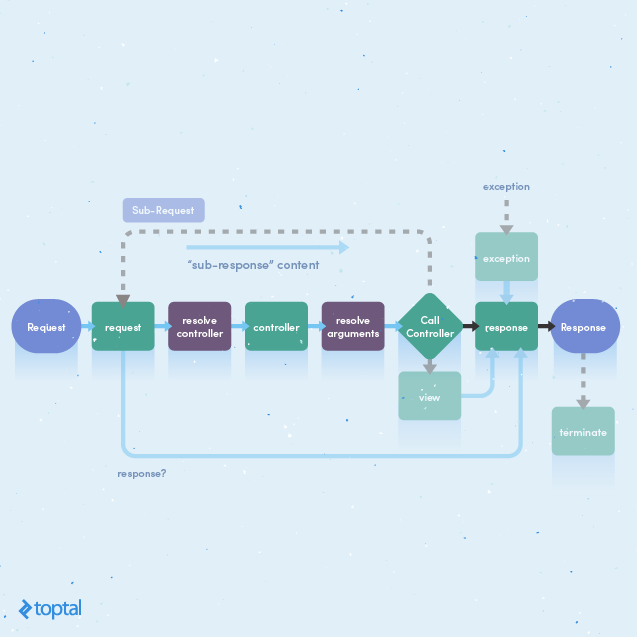 exception
Sub-Request
exception
"sub-response" content
Request
request
resolve
controller
controller
resolve
arguments
Call
Controller
response
Response
view
terminate
response?
toptal